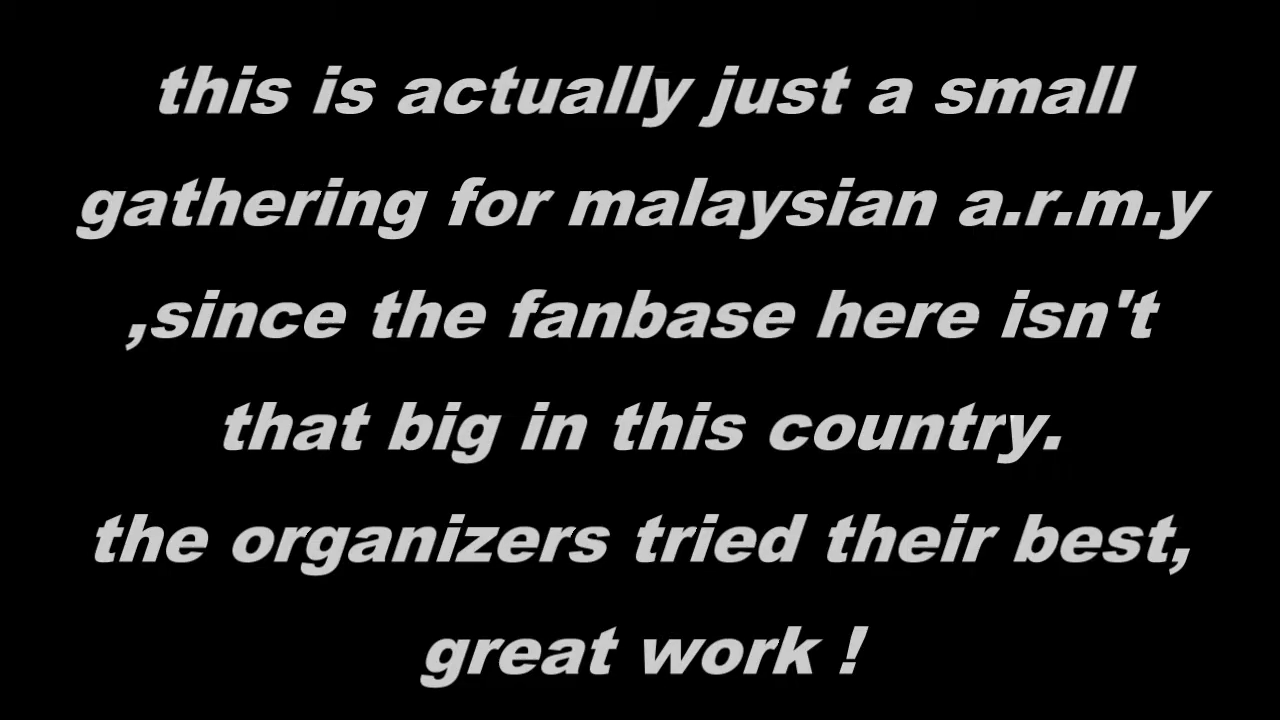 this is actually just a small
gathering for malaysian a.r.m.y
,since the fanbase here isn't
that big in this country.
the organizers tried their best,
great work !